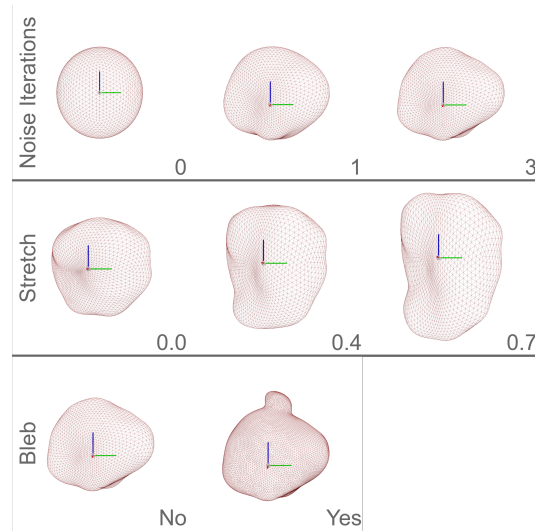 Noise Iterations
0
1
3
Stretch
0.0
0.4
0.7
Bleb
No
Yes